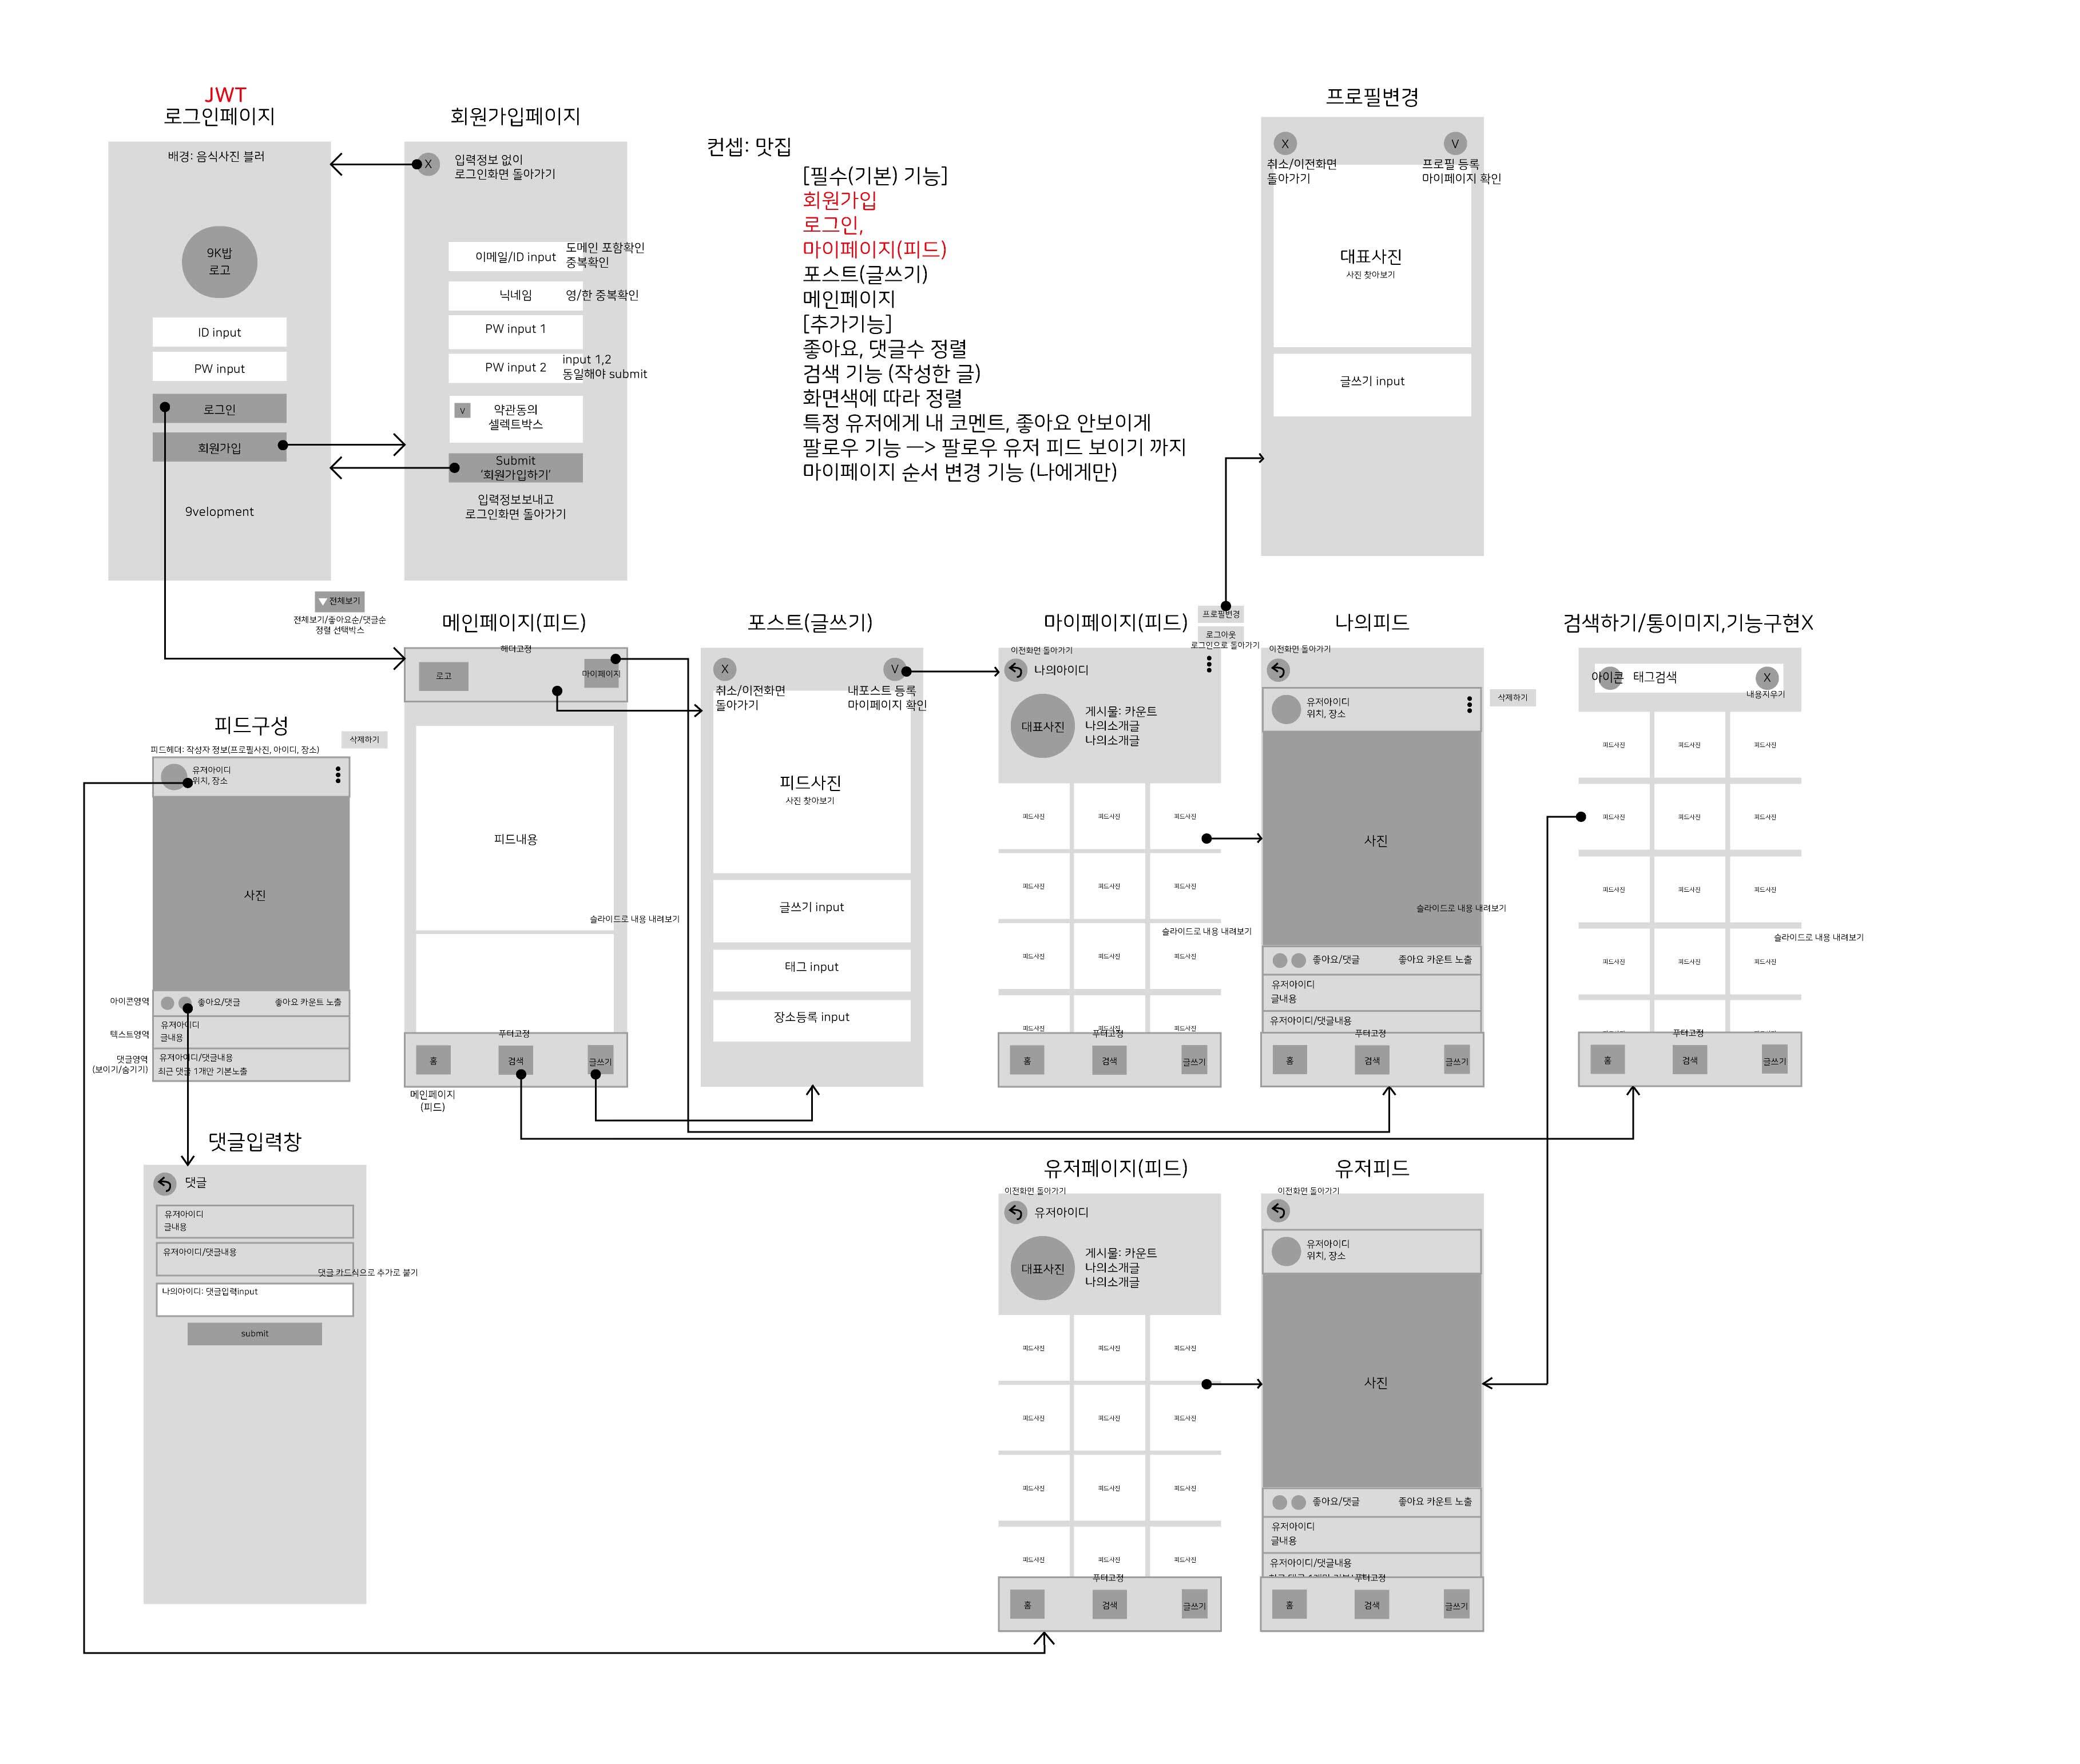 JWT
로그인페이지
배경: 음식사진 블러
9K밥
로고
ID input
PW input
로그인
회원가입
9velopment
회원가입페이지
X
입력정보 없이
로그인화면 돌아가기
이메일/ID input
도메인 포함확인
중복확인
닉네임
영/한 중복확인
PW input 1
PW input 2
input 1,2
동일해야 submit
V
약관동의
셀렉트박스
Submit
'회원가입하기'
입력정보보내고
로그인화면 돌아가기
컨셉: 맛집
[필수(기본) 기능]
회원가입
로그인,
마이페이지(피드)
포스트(글쓰기)
메인페이지
[추가기능]
좋아요, 댓글수 정렬
검색 기능 (작성한 글)
화면색에 따라 정렬
특정 유저에게 내 코멘트, 좋아요 안보이게
팔로우 기능 —> 팔로우 유저 피드 보이기 까지
마이페이지 순서 변경 기능 (나에게만)
프로필변경
X
취소/이전화면
돌아가기
V
프로필 등록
마이페이지 확인
대표사진
사진 찾아보기
글쓰기 input
전체보기
전체보기/좋아요순/댓글순
정렬 선택박스
피드구성
삭제하기
피드헤더: 작성자 정보(프로필사진, 아이디, 장소)
유저아이디
위치, 장소
사진
아이콘영역
좋아요/댓글
좋아요 카운트 노출
텍스트영역
유저아이디
글내용
댓글영역
(보이기/숨기기)
유저아이디/댓글내용
최근 댓글 1개만 기본노출
메인페이지(피드)
헤더고정
로고
마이페이지
피드내용
슬라이드로 내용 내려보기
푸터고정
홈
검색
글쓰기
메인페이지
(피드)
포스트(글쓰기)
X
취소/이전화면
돌아가기
V
내포스트 등록
마이페이지 확인
피드사진
사진 찾아보기
글쓰기 input
태그 input
장소등록 input
마이페이지(피드)
프로필변경
로그아웃
로그인으로 돌아가기
이전화면 돌아가기
나의아이디
대표사진
게시물: 카운트
나의소개글
나의소개글
피드사진
피드사진
피드사진
피드사진
피드사진
피드사진
슬라이드로 내용 내려보기
피드사진
피드사진
피드사진
피드사진
피드사진
피드사진
푸터고정
홈
검색
글쓰기
나의피드
이전화면 돌아가기
유저아이디
위치, 장소
삭제하기
사진
슬라이드로 내용 내려보기
좋아요/댓글
좋아요 카운트 노출
유저아이디
글내용
유저아이디/댓글내용
푸터고정
홈
검색
글쓰기
검색하기/통이미지,기능구현X
아이콘
태그검색
X
내용지우기
피드사진
피드사진
피드사진
피드사진
피드사진
피드사진
피드사진
피드사진
피드사진
슬라이드로 내용 내려보기
피드사진
피드사진
피드사진
푸터고정
홈
검색
글쓰기
댓글입력창
댓글
유저아이디
글내용
유저아이디/댓글내용
댓글 카드식으로 추가로 붙기
나의아이디: 댓글입력input
submit
유저페이지(피드)
이전화면 돌아가기
유저아이디
대표사진
게시물: 카운트
나의소개글
나의소개글
피드사진
피드사진
피드사진
피드사진
피드사진
피드사진
피드사진
피드사진
피드사진
피드사진
피드사진
피드사진
푸터고정
홈
검색
글쓰기
유저피드
이전화면 돌아가기
유저아이디
위치, 장소
사진
좋아요/댓글
좋아요 카운트 노출
유저아이디
글내용
유저아이디/댓글내용
푸터고정
홈
검색
글쓰기